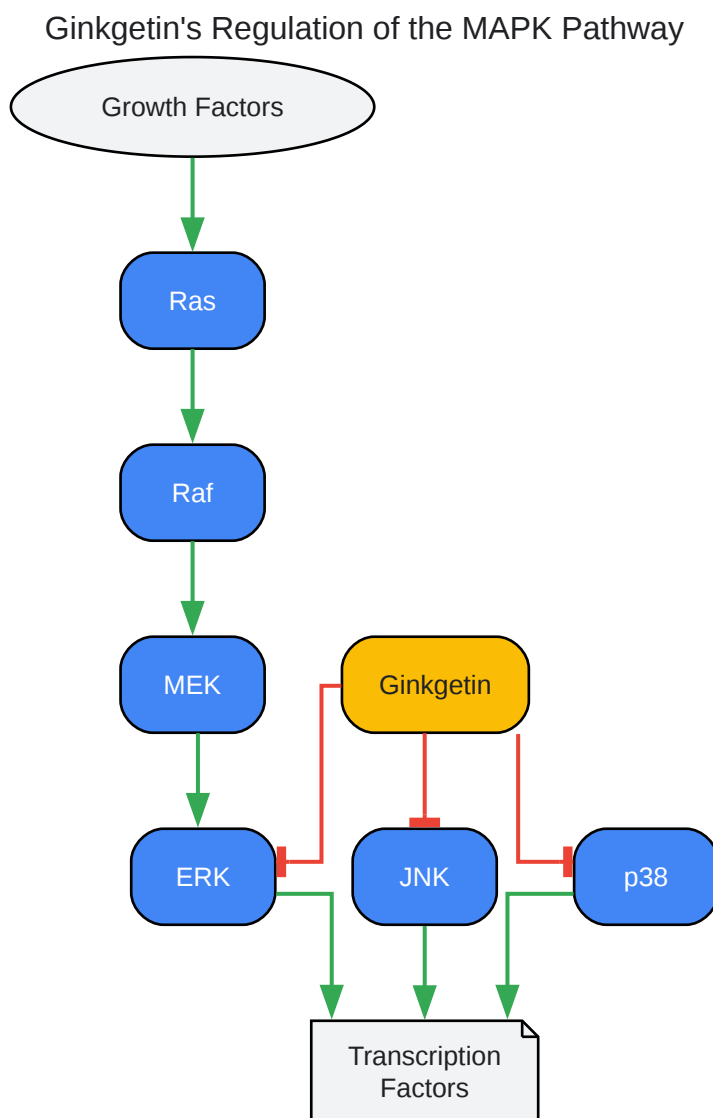 Ginkgetin's Regulation of the MAPK Pathway
Growth Factors
Ras
Raf
MEK
Ginkgetin
ERK
JNK
p38
Transcription
Factors